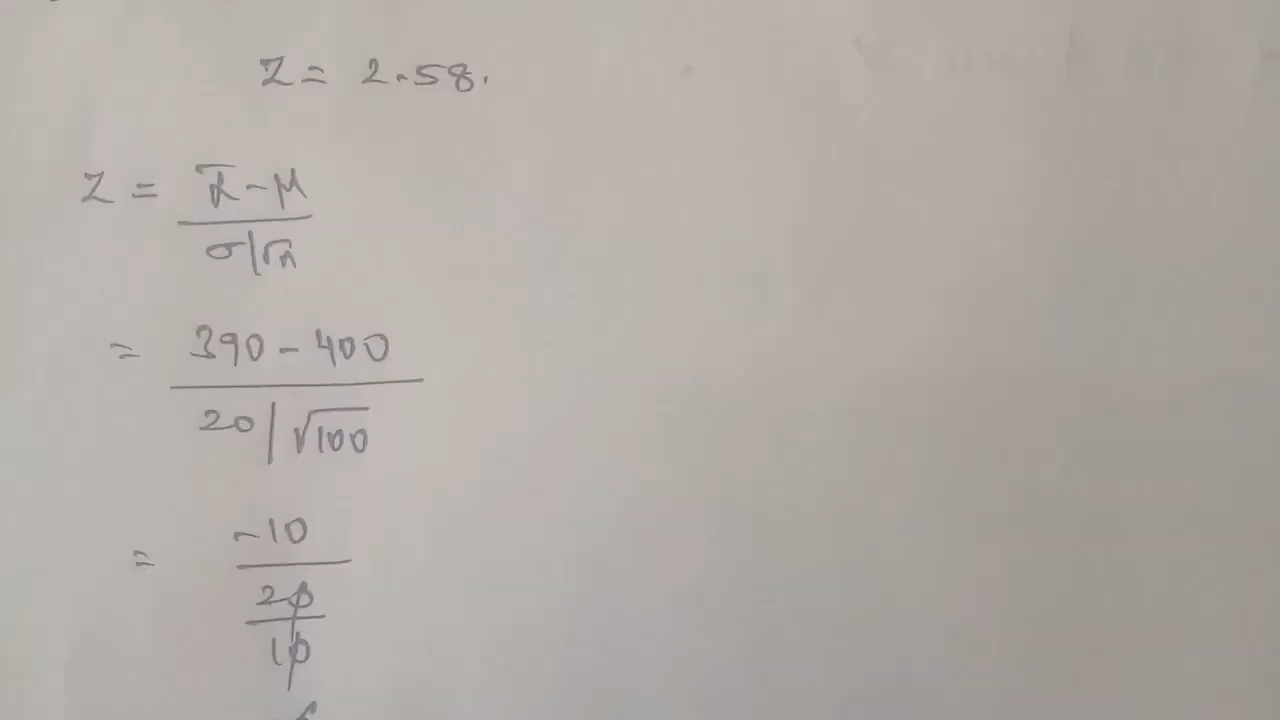 Z = 2.58.
Z = x̄ - μ
σ/√n
= 390 - 400
20/√100
= -10
20
10